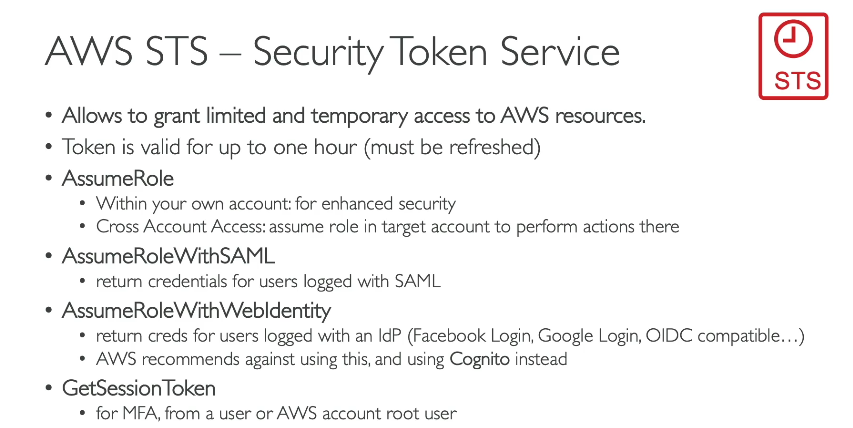 AWS STS – Security Token Service
STS
• Allows to grant limited and temporary access to AWS resources.
• Token is valid for up to one hour (must be refreshed)
• AssumeRole
• Within your own account: for enhanced security
• Cross Account Access: assume role in target account to perform actions there
• AssumeRoleWithSAML
• return credentials for users logged with SAML
• AssumeRoleWithWebIdentity
• return creds for users logged with an IdP (Facebook Login, Google Login, OIDC compatible…)
• AWS recommends against using this, and using Cognito instead
• GetSessionToken
• for MFA, from a user or AWS account root user